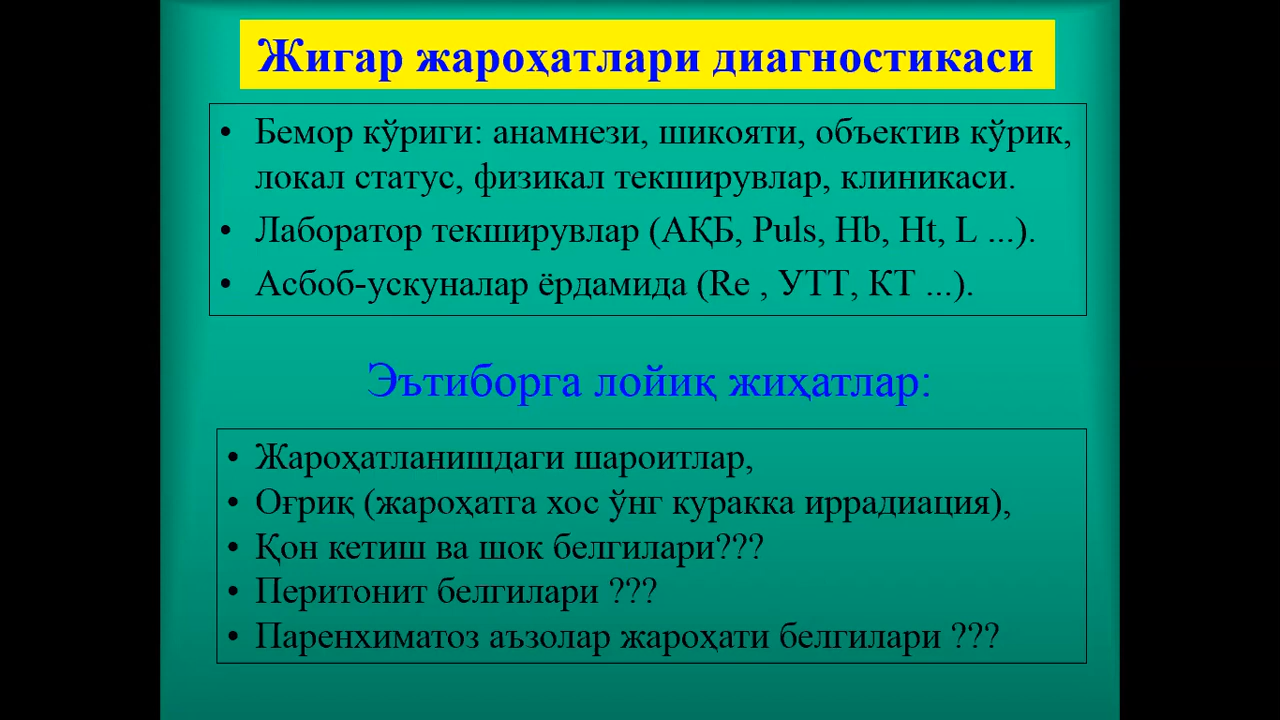 Жигар жароҳатлари диагностикаси
• Бемор кўриги: анамнези, шикояти, объектив кўрик,
локал статус, физикал текширувлар, клиникаси.
• Лаборатор текширувлар (АҚБ, Puls, Hb, Ht, L ...).
• Асбоб-ускуналар ёрдамида (Re , УТТ, КТ ...).
Эътиборга лойиқ жиҳатлар:
• Жароҳатланишдаги шароитлар,
• Оғриқ (жароҳатга хос ўнг куракка иррадиация),
• Қон кетиш ва шок белгилари???
• Перитонит белгилари ???
• Паренхиматоз аъзолар жароҳати белгилари ???